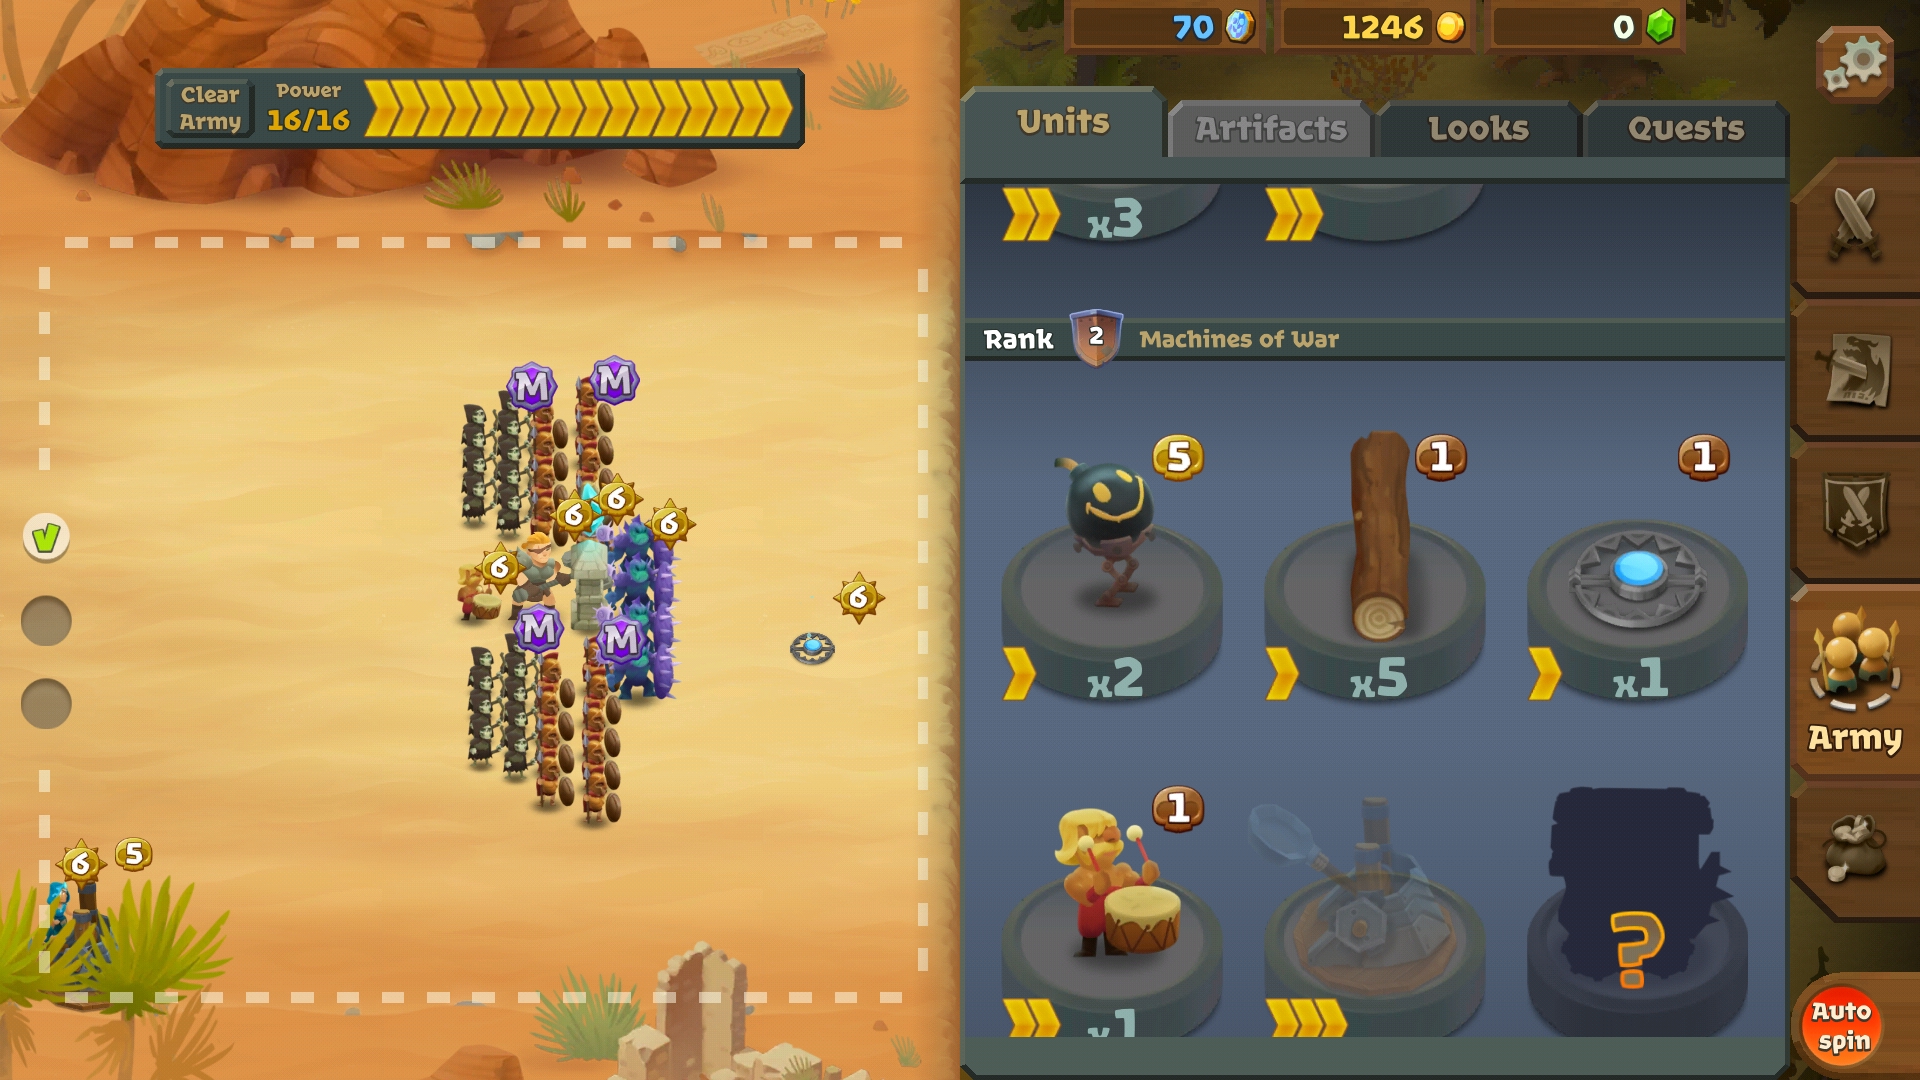 70
1246
0
Clear
Army
Power
16/16
Units
Artifacts
Looks
Quests
x3
Rank
2
Machines of War
M
M
5
1
1
6
6
6
6
6
M
M
x2
x5
x1
Army
1
6
5
?
x1
Auto
spin